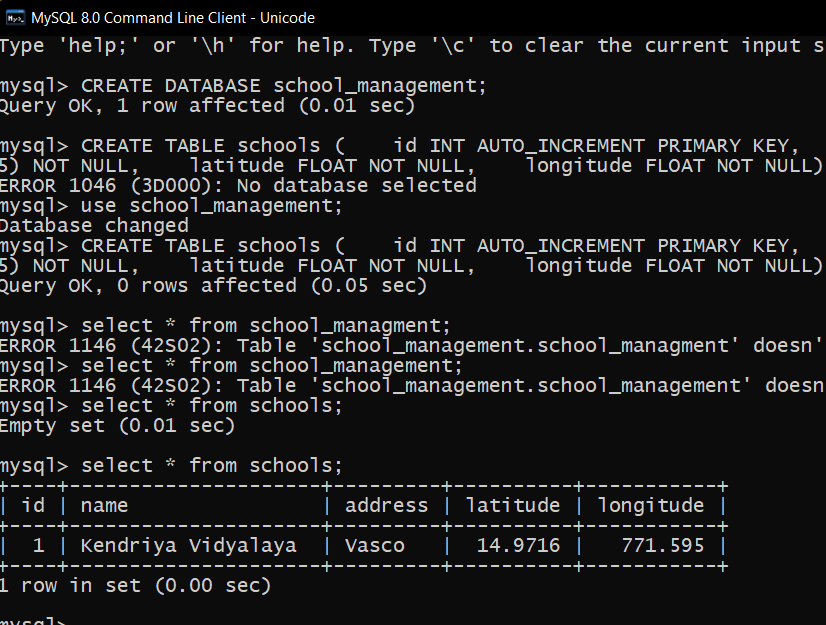 MySQL 8.0 Command Line Client - Unicode
Type 'help;' or '\h' for help. Type '\c' to clear the current input s
mysql> CREATE DATABASE school_management;
Query OK, 1 row affected (0.01 sec)
mysql> CREATE TABLE schools (    id INT AUTO_INCREMENT PRIMARY KEY,
5) NOT NULL,    latitude FLOAT NOT NULL,    longitude FLOAT NOT NULL)
ERROR 1046 (3D000): No database selected
mysql> use school_management;
Database changed
mysql> CREATE TABLE schools (    id INT AUTO_INCREMENT PRIMARY KEY,
5) NOT NULL,    latitude FLOAT NOT NULL,    longitude FLOAT NOT NULL)
Query OK, 0 rows affected (0.05 sec)
mysql> select * from school_managment;
ERROR 1146 (42S02): Table 'school_management.school_managment' doesn'
mysql> select * from school_management;
ERROR 1146 (42S02): Table 'school_management.school_management' doesn
mysql> select * from schools;
Empty set (0.01 sec)
mysql> select * from schools;
+----+--------------------+---------+----------+-----------+
| id | name | address | latitude | longitude |
+----+--------------------+---------+----------+-----------+
| 1 | Kendriya Vidyalaya | Vasco | 14.9716 | 771.595 |
+----+--------------------+---------+----------+-----------+
1 row in set (0.00 sec)
mysql>